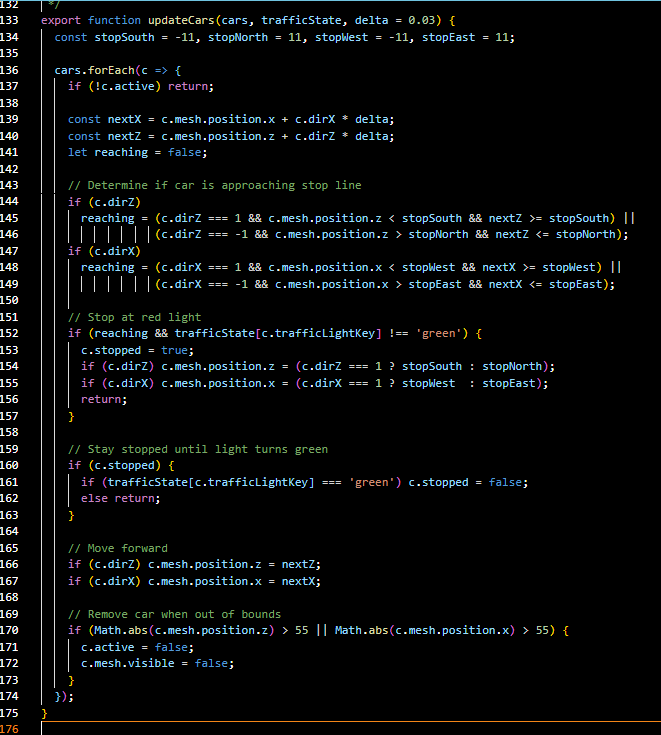 132  */
133 export function updateCars(cars, trafficState, delta = 0.03) {
134   const stopSouth = -11, stopNorth = 11, stopWest = -11, stopEast = 11;
135
136   cars.forEach(c => {
137     if (!c.active) return;
138
139     const nextX = c.mesh.position.x + c.dirX * delta;
140     const nextZ = c.mesh.position.z + c.dirZ * delta;
141     let reaching = false;
142
143     // Determine if car is approaching stop line
144     if (c.dirZ)
145       reaching = (c.dirZ === 1 && c.mesh.position.z < stopSouth && nextZ >= stopSouth) ||
146                  (c.dirZ === -1 && c.mesh.position.z > stopNorth && nextZ <= stopNorth);
147     if (c.dirX)
148       reaching = (c.dirX === 1 && c.mesh.position.x < stopWest && nextX >= stopWest) ||
149                  (c.dirX === -1 && c.mesh.position.x > stopEast && nextX <= stopEast);
150
151     // Stop at red light
152     if (reaching && trafficState[c.trafficLightKey] !== 'green') {
153       c.stopped = true;
154       if (c.dirZ) c.mesh.position.z = (c.dirZ === 1 ? stopSouth : stopNorth);
155       if (c.dirX) c.mesh.position.x = (c.dirX === 1 ? stopWest  : stopEast);
156       return;
157     }
158
159     // Stay stopped until light turns green
160     if (c.stopped) {
161       if (trafficState[c.trafficLightKey] === 'green') c.stopped = false;
162       else return;
163     }
164
165     // Move forward
166     if (c.dirZ) c.mesh.position.z = nextZ;
167     if (c.dirX) c.mesh.position.x = nextX;
168
169     // Remove car when out of bounds
170     if (Math.abs(c.mesh.position.z) > 55 || Math.abs(c.mesh.position.x) > 55) {
171       c.active = false;
172       c.mesh.visible = false;
173     }
174   });
175 }
176